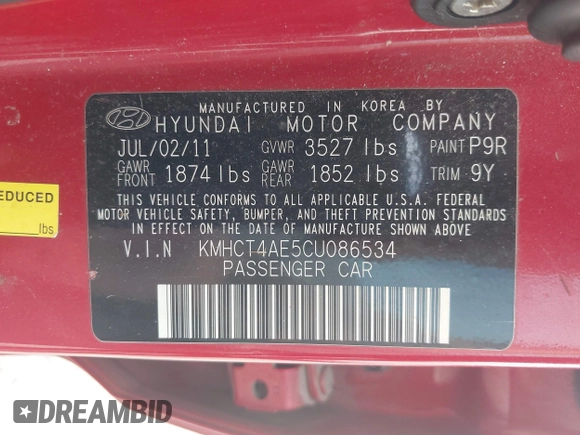 MANUFACTURED IN KOREA BY
HYUNDAI MOTOR COMPANY
JUL/02/11 GVWR 3527 lbs PAINT P9R
GAWR FRONT 1874 lbs GAWR REAR 1852 lbs TRIM 9Y
THIS VEHICLE CONFORMS TO ALL APPLICABLE U.S.A. FEDERAL
MOTOR VEHICLE SAFETY, BUMPER, AND THEFT PREVENTION STANDARDS
IN EFFECT ON THE DATE OF MANUFACTURE SHOWN ABOVE.
V.I.N KMHCT4AE5CU086534
PASSENGER CAR
EDUCED
lbs
DREAMBID